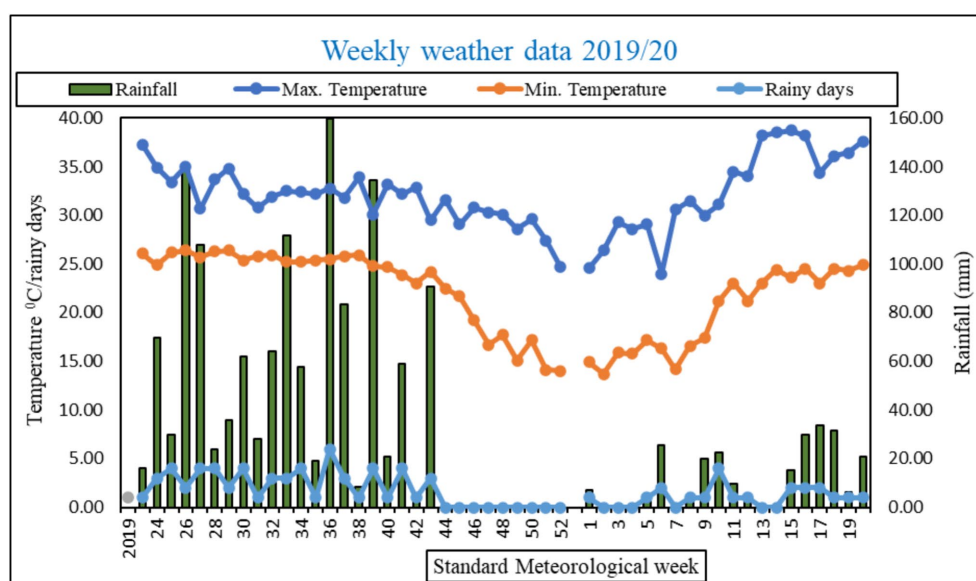 Weekly weather data 2019/20
Rainfall Max. Temperature Min. Temperature Rainy days
40.00 160.00
35.00 140.00
30.00 120.00
25.00 100.00
20.00 80.00
15.00 60.00
10.00 40.00
5.00 20.00
0.00 0.00
Temperature ⁰C/rainy days
Rainfall (mm)
2019 24 26 28 30 32 34 36 38 40 42 44 46 48 50 52 1 3 5 7 9 11 13 15 17 19
Standard Meteorological week